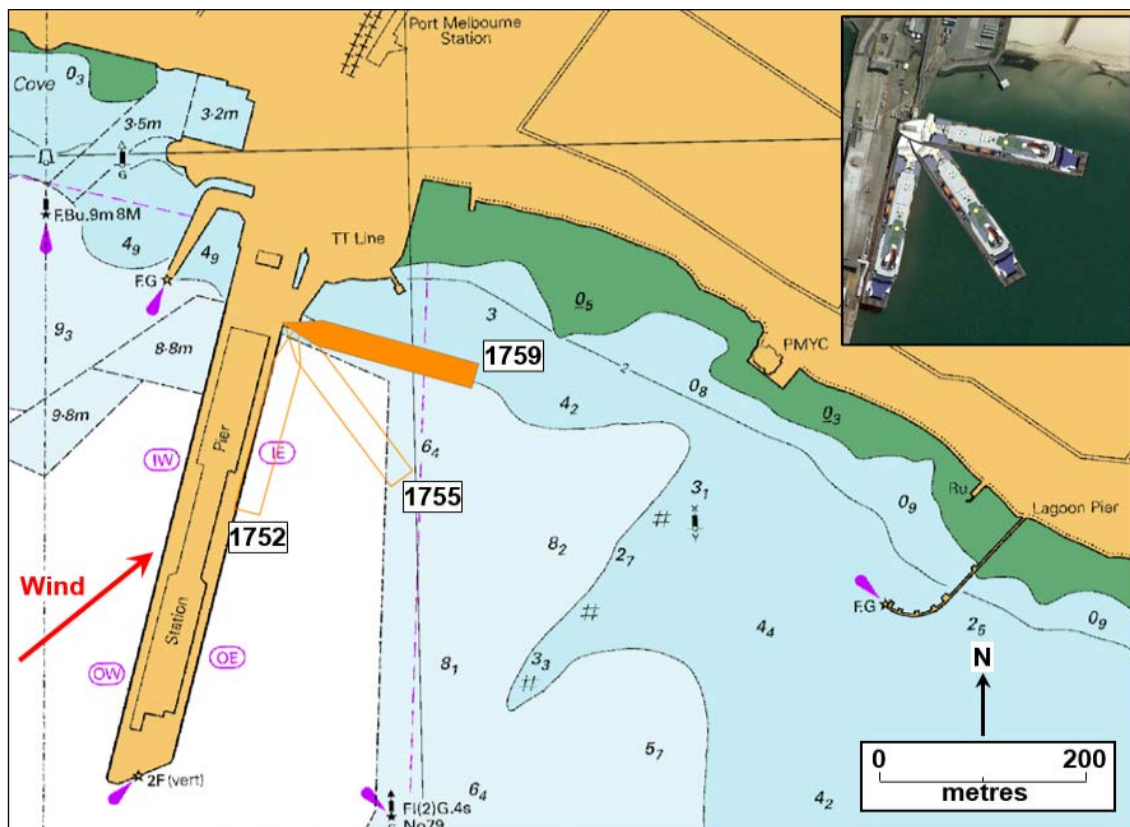 Port Melbourne
Station
0₃
Cove
3·2m
3·5m
G
F.Bu.9m 8M
TT Line
4₉
4₉
F.G
0₅
3
9₃
PMYC
8·8m
1759
2
0₈
4₂
0₃
9·8m
6₄
IW
Pier
IE
1755
3₁
Ru
Lagoon Pier
1752
0₉
8₂
2₇
Wind
F.G
Station
4₄
2₅
0₉
OE
OW
3₃
8₁
N
5₇
0
200
metres
2F (vert)
6₄
Fl(2)G.4s
No79
4₂